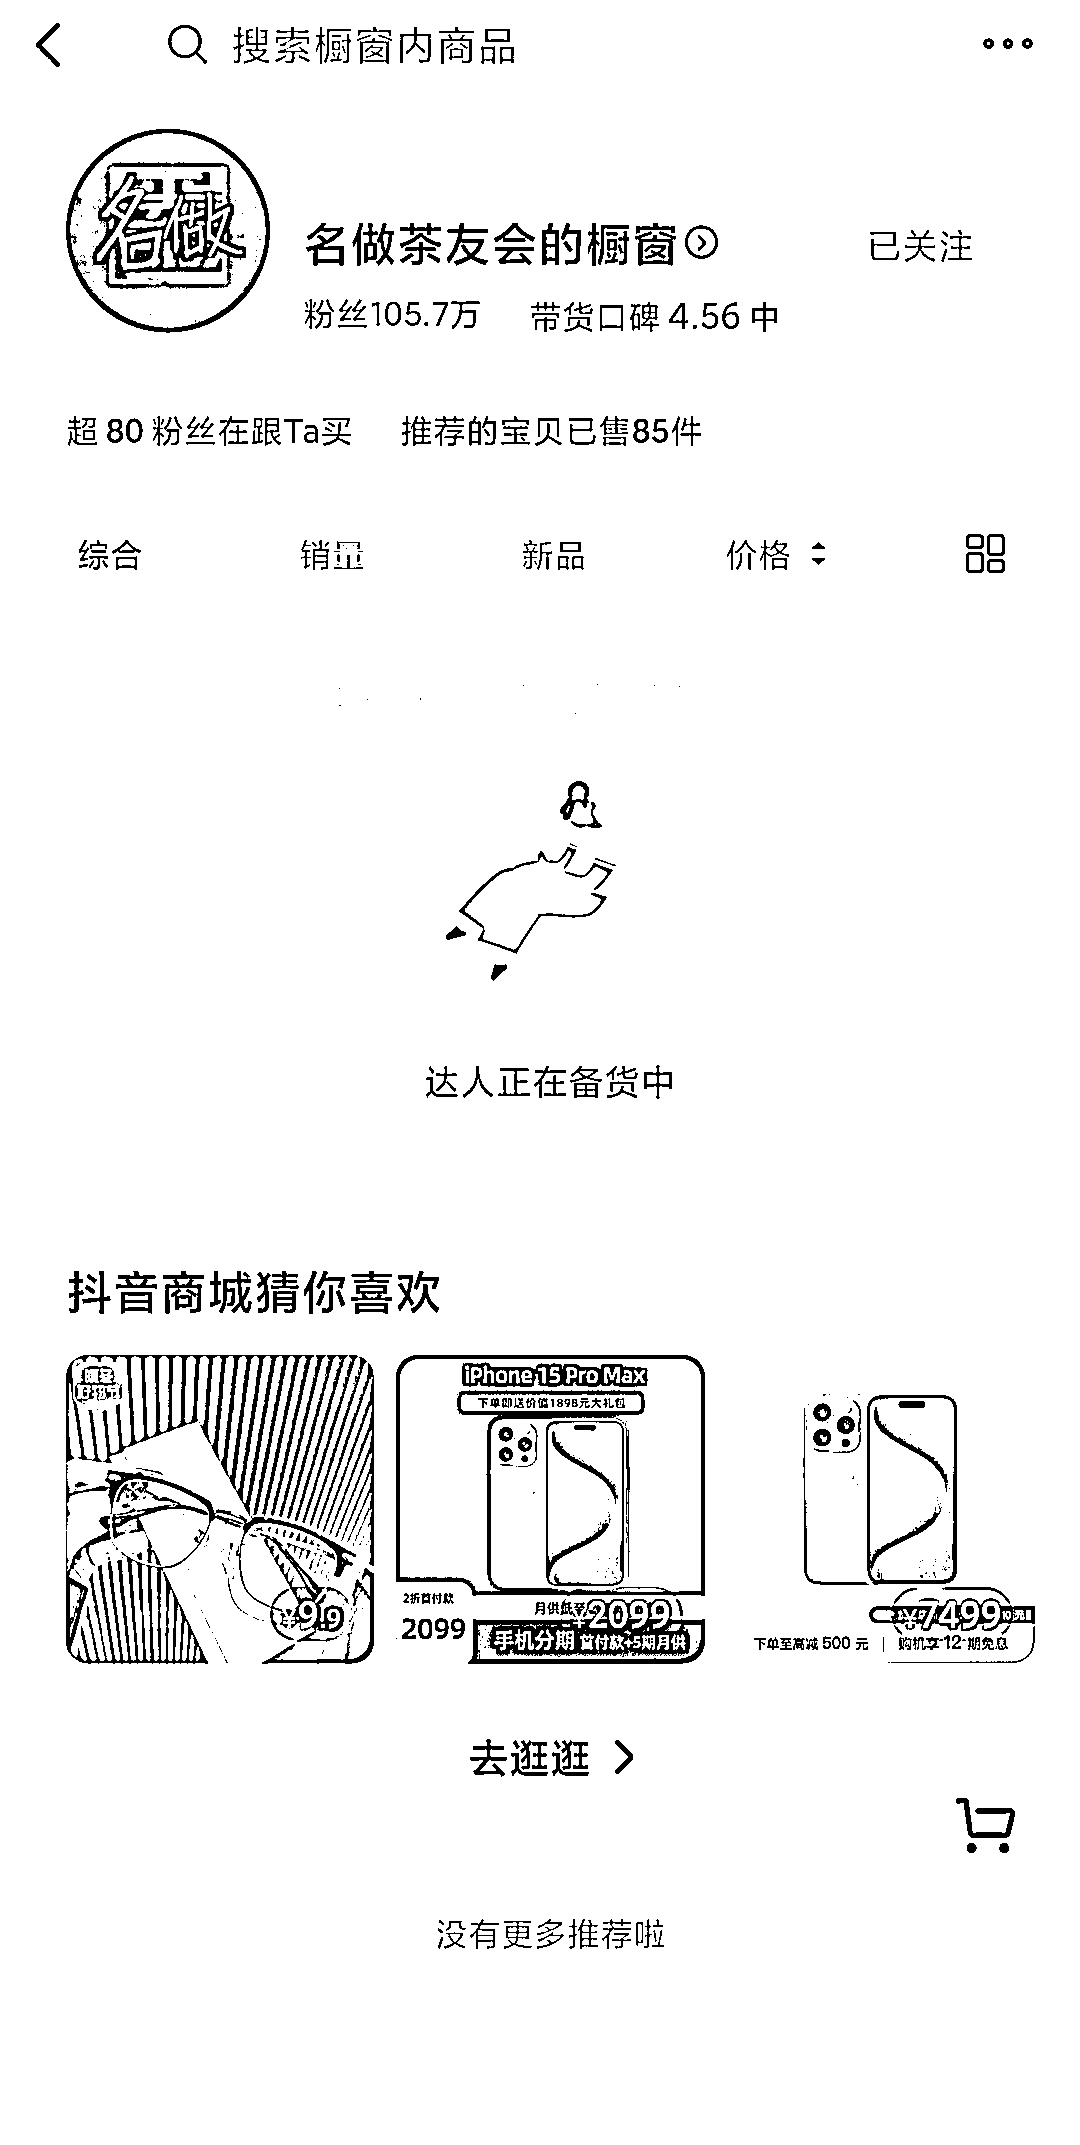 搜索橱窗内商品
名做
名做茶友会的橱窗
已关注
粉丝105.7万 带货口碑 4.56 中
超 80 粉丝在跟Ta买 推荐的宝贝已售85件
综合 销量 新品 价格
达人正在备货中
抖音商城猜你喜欢
¥9.9
iPhone 15 Pro Max
下单即送价值1898元大礼包
2折首付款
2099
月供低至
¥2099
手机分期 首付款+5期月供
¥7499
下单至高减 500 元 | 购机享12期免息
去逛逛
没有更多推荐啦